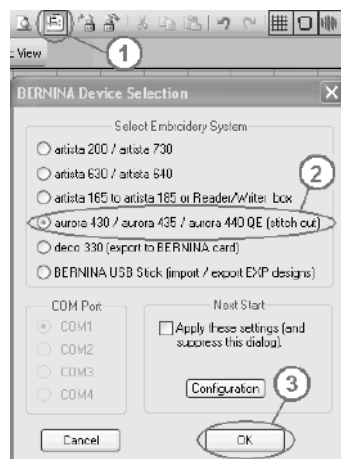 1
c View
BERNINA Device Selection
Select Embroidery System
artista 200 / artista 730
artista 630 / artista 640
2
artista 165 to artista 185 or Reader/Writer box
aurora 430 / aurora 435 / aurora 440 QE (stitch out)
deco 330 (export to BERNINA card)
BERNINA USB Stick (import / export EXP designs)
COM Port
COM1
COM2
COM3
COM4
Next Start
Apply these settings (and
suppress this dialog).
Configuration
3
Cancel
OK